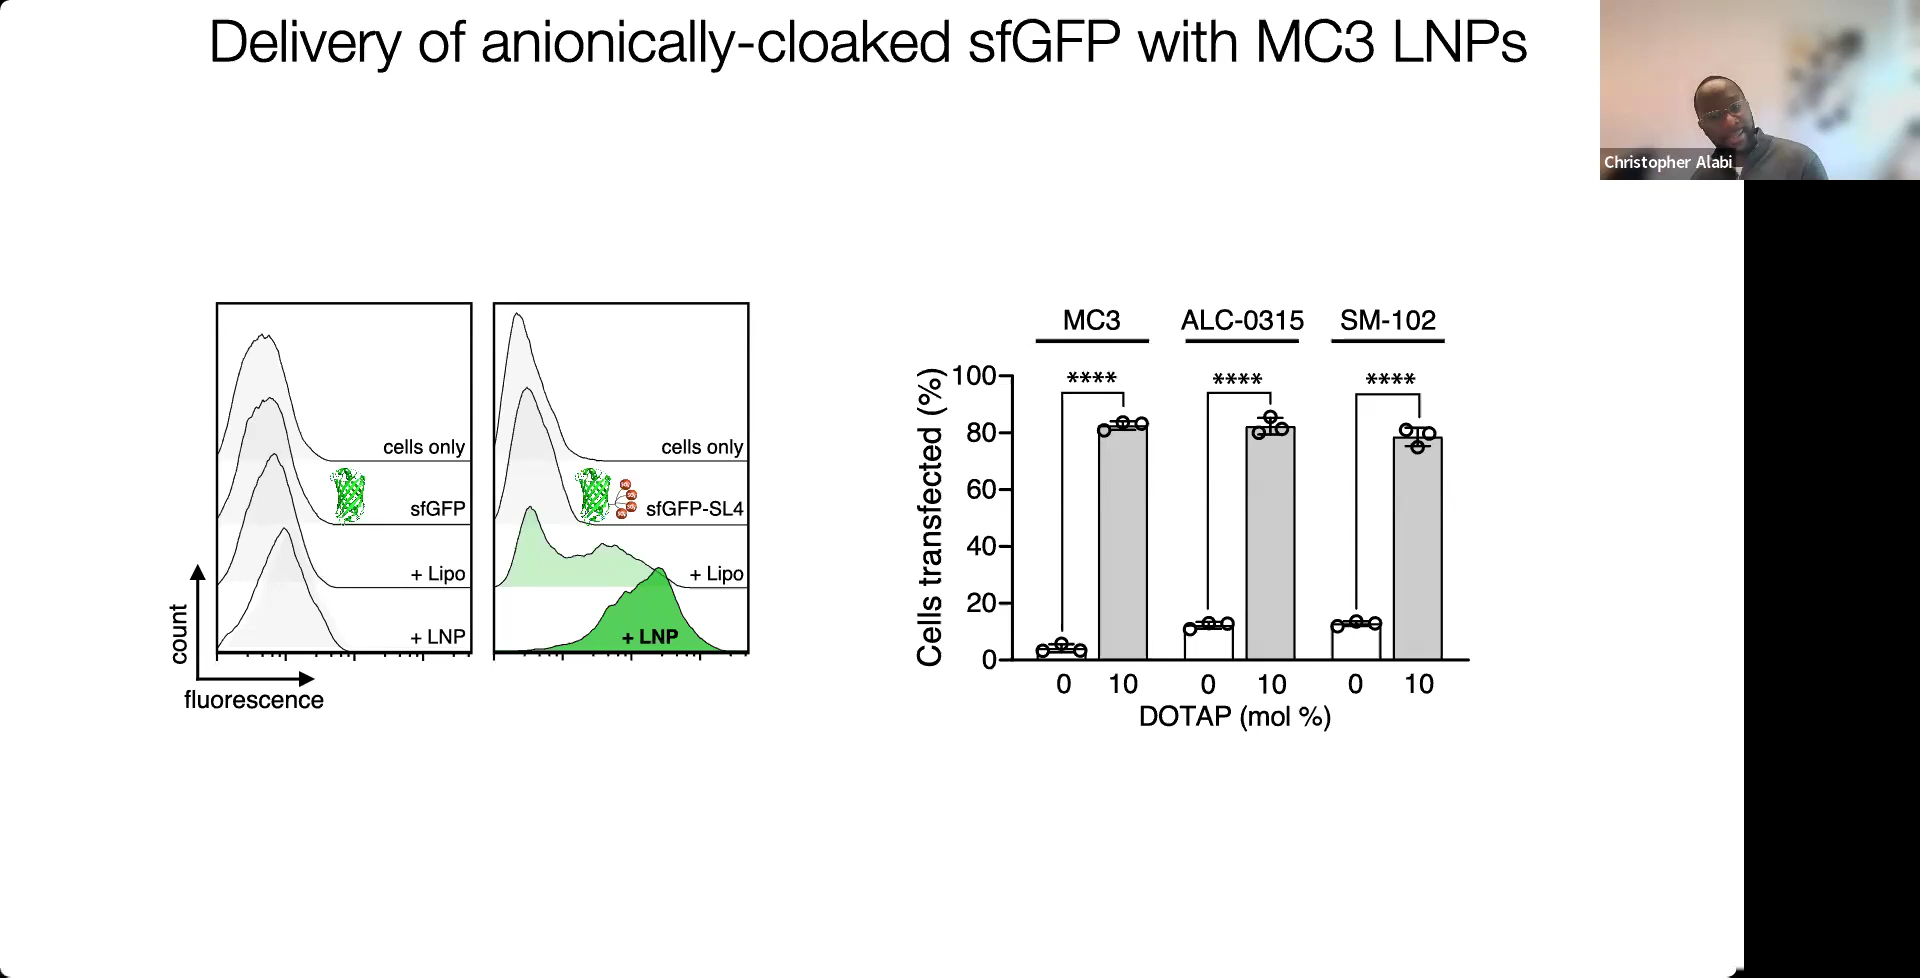 Delivery of anionically-cloaked sfGFP with MC3 LNPs
Christopher Alabi
cells only
sfGFP
+ Lipo
+ LNP
count
fluorescence
cells only
sfGFP-SL4
+ Lipo
+ LNP
MC3 ALC-0315 SM-102
**** **** ****
Cells transfected (%)
100
80
60
40
20
0
0 10 0 10 0 10
DOTAP (mol %)